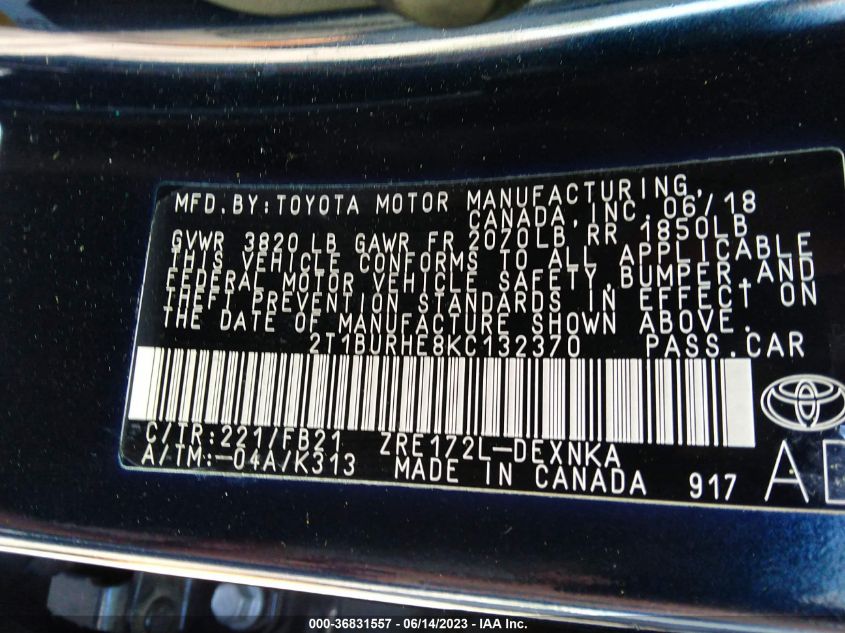 MFD.BY:TOYOTA MOTOR MANUFACTURING,
CANADA,INC. 06/18
GVWR 3820 LB GAWR FR 2070LB RR 1850LB
THIS VEHICLE CONFORMS TO ALL APPLICABLE
FEDERAL MOTOR VEHICLE SAFETY,BUMPER,AND
THEFT PREVENTION STANDARDS IN EFFECT ON
THE DATE OF MANUFACTURE SHOWN ABOVE.
2T1BURHE8KC132370 PASS.CAR
C/TR:221/FB21 ZRE172L-DEXNKA
A/TM:-04A/K313 MADE IN CANADA 917 A
000-36831557 - 06/14/2023 - IAA Inc.